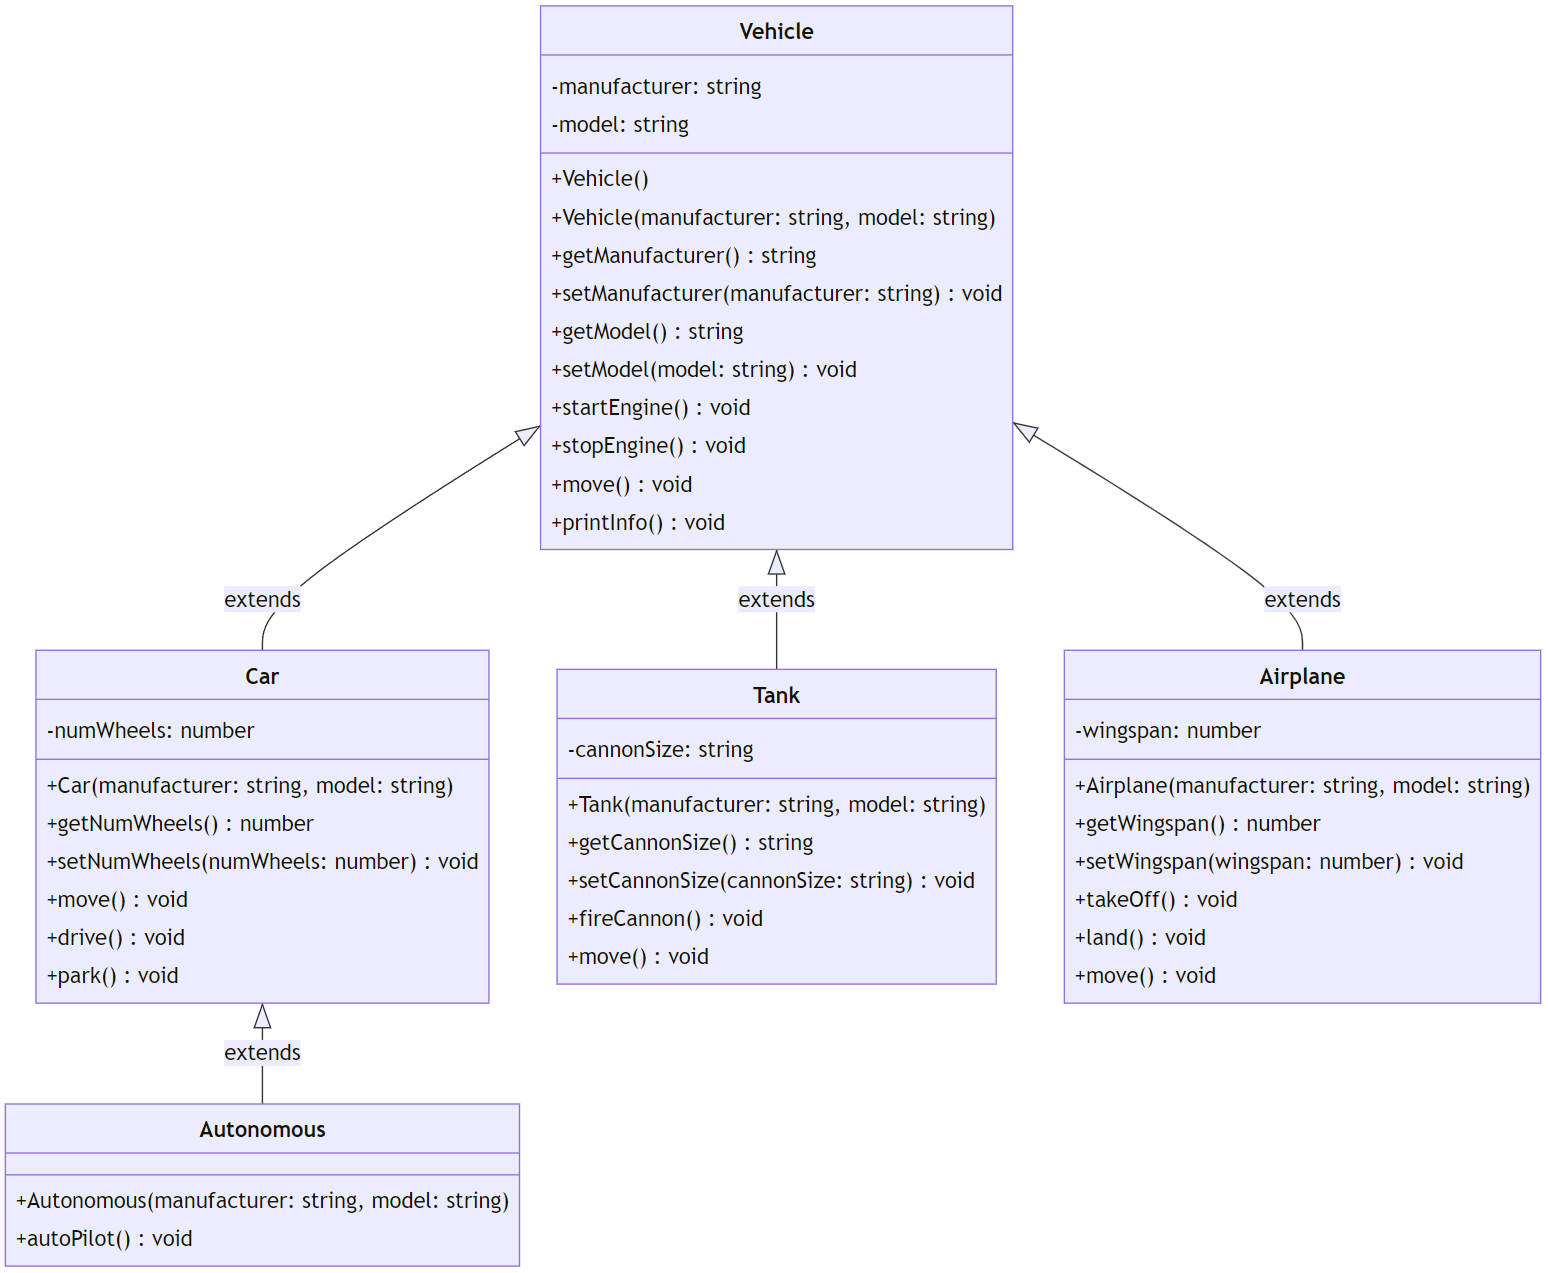 Vehicle
-manufacturer: string
-model: string
+Vehicle()
+Vehicle(manufacturer: string, model: string)
+getManufacturer() : string
+setManufacturer(manufacturer: string) : void
+getModel() : string
+setModel(model: string) : void
+startEngine() : void
+stopEngine() : void
+move() : void
+printInfo() : void
extends
extends
extends
Car
-numWheels: number
+Car(manufacturer: string, model: string)
+getNumWheels() : number
+setNumWheels(numWheels: number) : void
+move() : void
+drive() : void
+park() : void
Tank
-cannonSize: string
+Tank(manufacturer: string, model: string)
+getCannonSize() : string
+setCannonSize(cannonSize: string) : void
+fireCannon() : void
+move() : void
Airplane
-wingspan: number
+Airplane(manufacturer: string, model: string)
+getWingspan() : number
+setWingspan(wingspan: number) : void
+takeOff() : void
+land() : void
+move() : void
extends
Autonomous
+Autonomous(manufacturer: string, model: string)
+autoPilot() : void